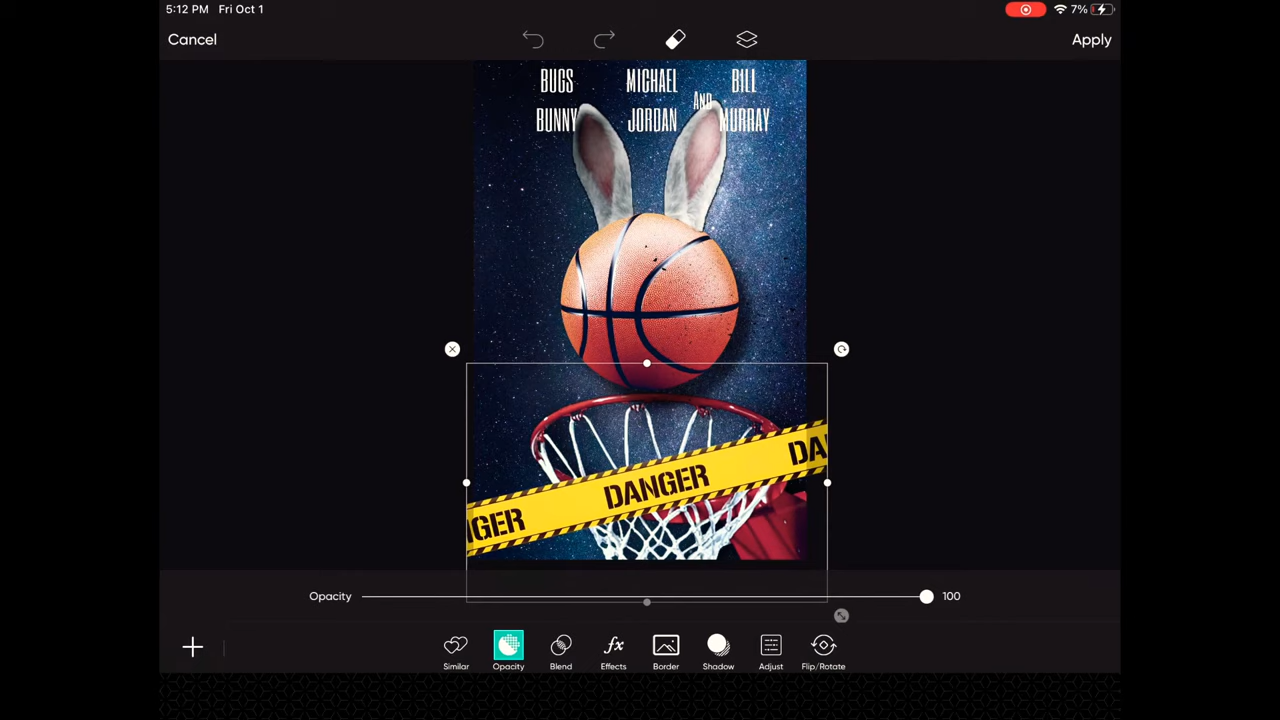 5:12 PM Fri Oct 1 7%
Cancel Apply
BUGS MICHAEL BILL
AND
BUNNY JORDAN MURRAY
DA
DANGER
NGER
Opacity 100
Similar Opacity Blend Effects Border Shadow Adjust Flip/Rotate